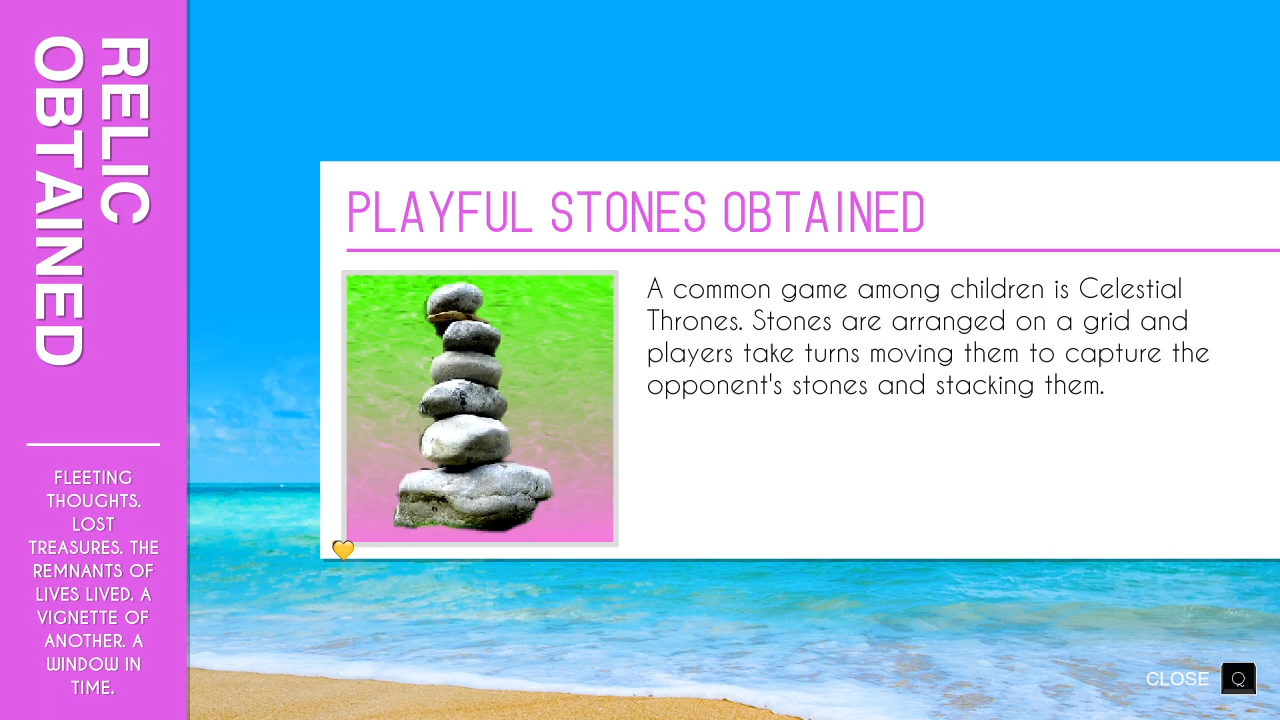 RELIC
OBTAINED
FLEETING
THOUGHTS.
LOST
TREASURES. THE
REMNANTS OF
LIVES LIVED. A
VIGNETTE OF
ANOTHER. A
WINDOW IN
TIME.
PLAYFUL STONES OBTAINED
A common game among children is Celestial
Thrones. Stones are arranged on a grid and
players take turns moving them to capture the
opponent's stones and stacking them.
CLOSE Q